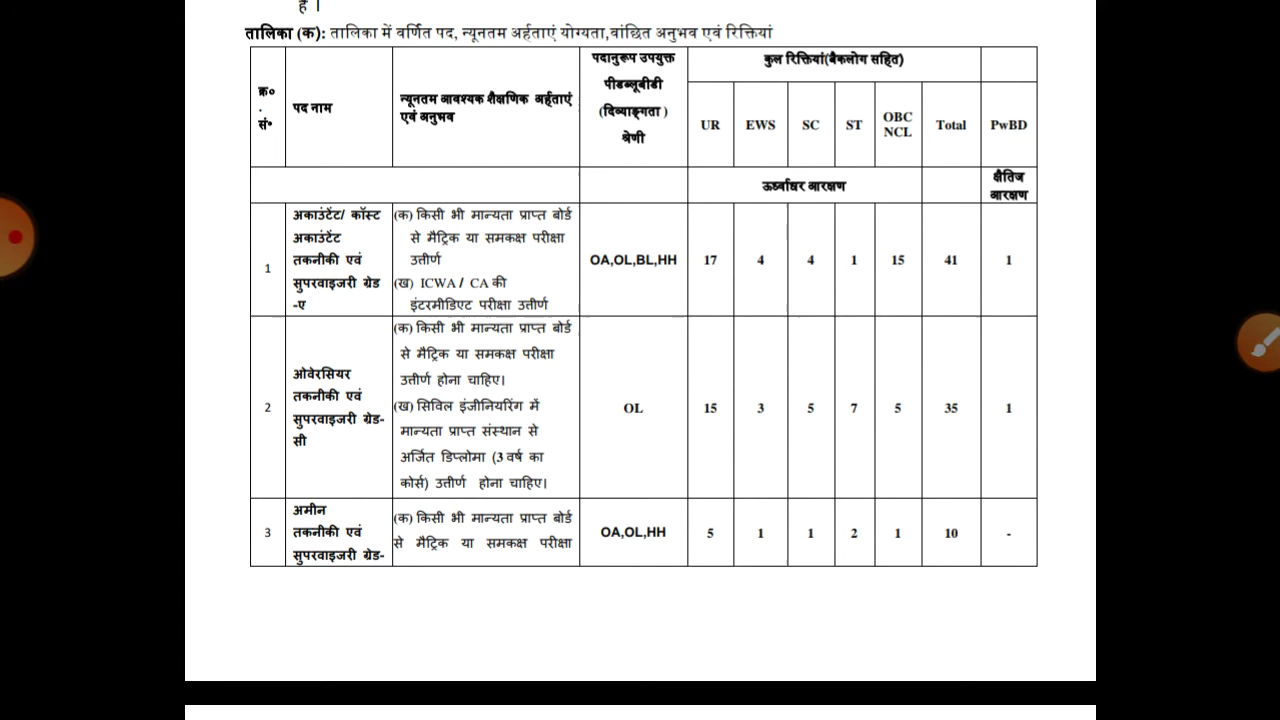 है ।
तालिका (क): तालिका में वर्णित पद, न्यूनतम अर्हताएं योग्यता,वांछित अनुभव एवं रिक्तियां
क्र०
.
सं०
पद नाम
न्यूनतम आवश्यक शैक्षणिक अर्हताएं
एवं अनुभव
पदानुरूप उपयुक्त
पीडब्लूबीडी
(दिव्याङ्गता )
श्रेणी
कुल रिक्तियां(बैकलोग सहित)
UR
EWS
SC
ST
OBC
NCL
Total
PwBD
ऊर्ध्वाधर आरक्षण
क्षैतिज
आरक्षण
1
अकाउंटेंट/ कॉस्ट
अकाउंटेंट
तकनीकी एवं
सुपरवाइजरी ग्रेड
-ए
(क) किसी भी मान्यता प्राप्त बोर्ड
से मैट्रिक या समकक्ष परीक्षा
उत्तीर्ण
(ख) ICWA / CA की
इंटरमीडिएट परीक्षा उत्तीर्ण
OA,OL,BL,HH
17
4
4
1
15
41
1
2
ओवेरसियर
तकनीकी एवं
सुपरवाइजरी ग्रेड-
सी
(क) किसी भी मान्यता प्राप्त बोर्ड
से मैट्रिक या समकक्ष परीक्षा
उत्तीर्ण होना चाहिए।
(ख) सिविल इंजीनियरिंग में
मान्यता प्राप्त संस्थान से
अर्जित डिप्लोमा (3 वर्ष का
कोर्स) उत्तीर्ण होना चाहिए।
OL
15
3
5
7
5
35
1
3
अमीन
तकनीकी एवं
सुपरवाइजरी ग्रेड-
(क) किसी भी मान्यता प्राप्त बोर्ड
से मैट्रिक या समकक्ष परीक्षा
OA,OL,HH
5
1
1
2
1
10
-